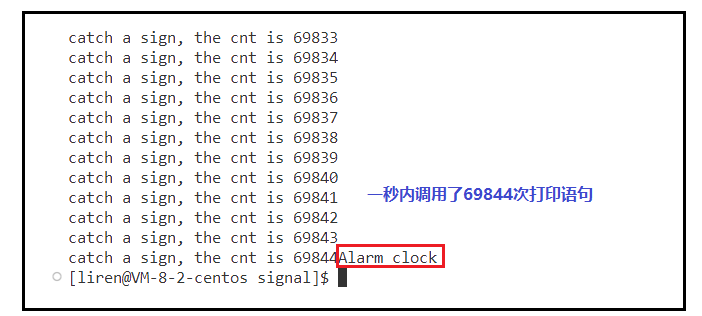 catch a sign, the cnt is 69833
catch a sign, the cnt is 69834
catch a sign, the cnt is 69835
catch a sign, the cnt is 69836
catch a sign, the cnt is 69837
catch a sign, the cnt is 69838
catch a sign, the cnt is 69839
catch a sign, the cnt is 69840
catch a sign, the cnt is 69841
一秒内调用了69844次打印语句
catch a sign, the cnt is 69842
catch a sign, the cnt is 69843
catch a sign, the cnt is 69844Alarm clock
[liren@VM-8-2-centos signal]$